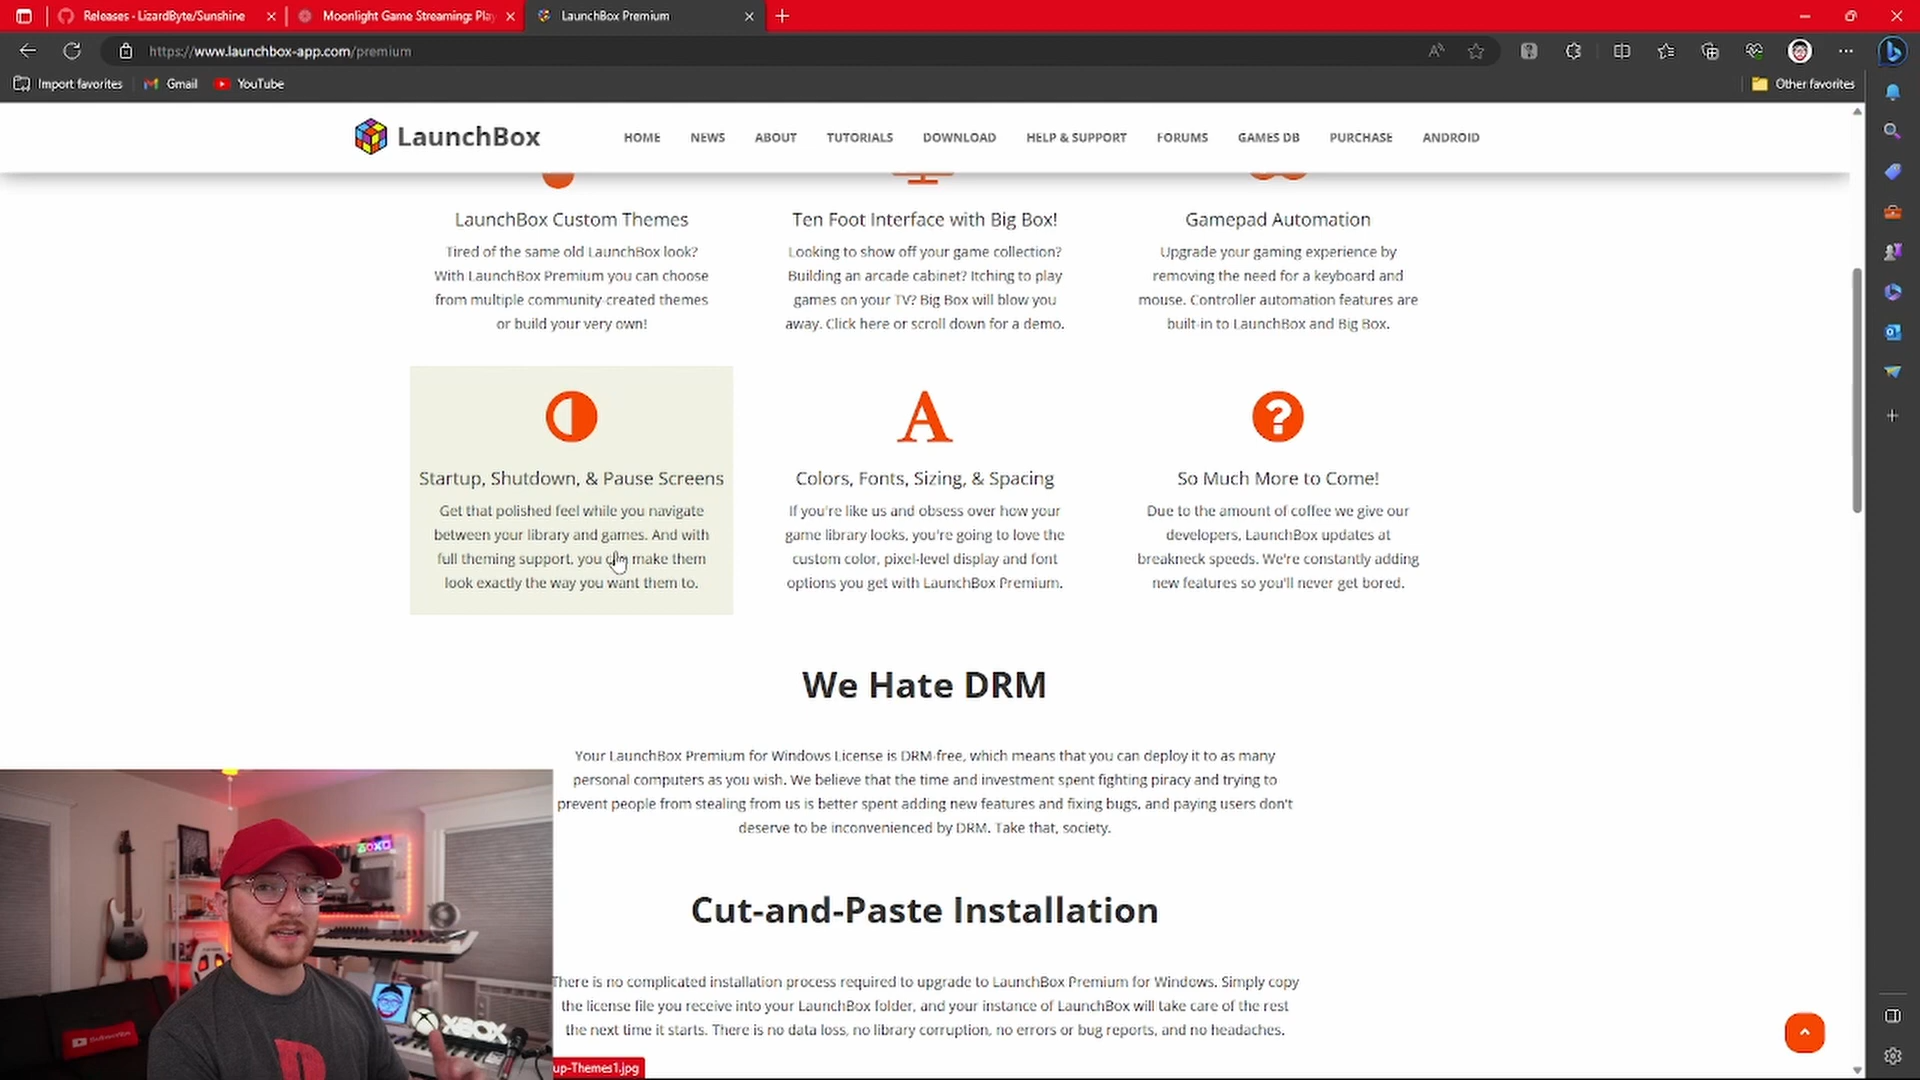 Releases - LizardByte/Sunshine
Moonlight Game Streaming: Pla
LaunchBox Premium
https://www.launchbox-app.com/premium
Import favorites
Gmail
YouTube
Other favorites
LaunchBox
HOME
NEWS
ABOUT
TUTORIALS
DOWNLOAD
HELP & SUPPORT
FORUMS
GAMES DB
PURCHASE
ANDROID
LaunchBox Custom Themes
Tired of the same old LaunchBox look?
With LaunchBox Premium you can choose
from multiple community-created themes
or build your very own!
Ten Foot Interface with Big Box!
Looking to show off your game collection?
Building an arcade cabinet? Itching to play
games on your TV? Big Box will blow you
away. Click here or scroll down for a demo.
Gamepad Automation
Upgrade your gaming experience by
removing the need for a keyboard and
mouse. Controller automation features are
built-in to LaunchBox and Big Box.
Startup, Shutdown, & Pause Screens
Get that polished feel while you navigate
between your library and games. And with
full theming support, you can make them
look exactly the way you want them to.
A
Colors, Fonts, Sizing, & Spacing
If you're like us and obsess over how your
game library looks, you're going to love the
custom color, pixel-level display and font
options you get with LaunchBox Premium.
?
So Much More to Come!
Due to the amount of coffee we give our
developers, LaunchBox updates at
breakneck speeds. We're constantly adding
new features so you'll never get bored.
We Hate DRM
Your LaunchBox Premium for Windows License is DRM-free, which means that you can deploy it to as many
personal computers as you wish. We believe that the time and investment spent fighting piracy and trying to
prevent people from stealing from us is better spent adding new features and fixing bugs, and paying users don't
deserve to be inconvenienced by DRM. Take that, society.
Cut-and-Paste Installation
There is no complicated installation process required to upgrade to LaunchBox Premium for Windows. Simply copy
the license file you receive into your LaunchBox folder, and your instance of LaunchBox will take care of the rest
the next time it starts. There is no data loss, no library corruption, no errors or bug reports, and no headaches.
up-Themes1.jpg
XBOX
Subscribe